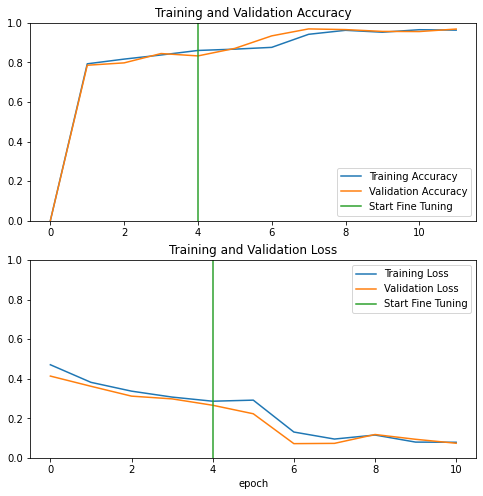 Training and Validation Accuracy
1.0
0.8
0.6
0.4
0.2
0.0
Training Accuracy
Validation Accuracy
Start Fine Tuning
0 2 4 6 8 10
Training and Validation Loss
1.0
0.8
0.6
0.4
0.2
0.0
Training Loss
Validation Loss
Start Fine Tuning
0 2 4 6 8 10
epoch